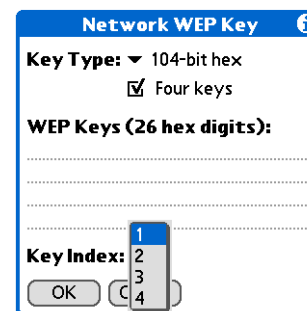 Network WEP Key
Key Type: 104-bit hex
Four keys
WEP Keys (26 hex digits):
Key Index:
1
2
3
4
OK